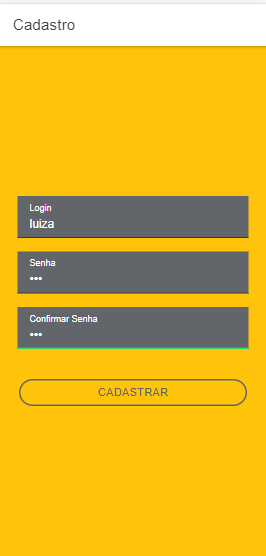 Cadastro
Login
luiza
Senha
•••
Confirmar Senha
•••
CADASTRAR